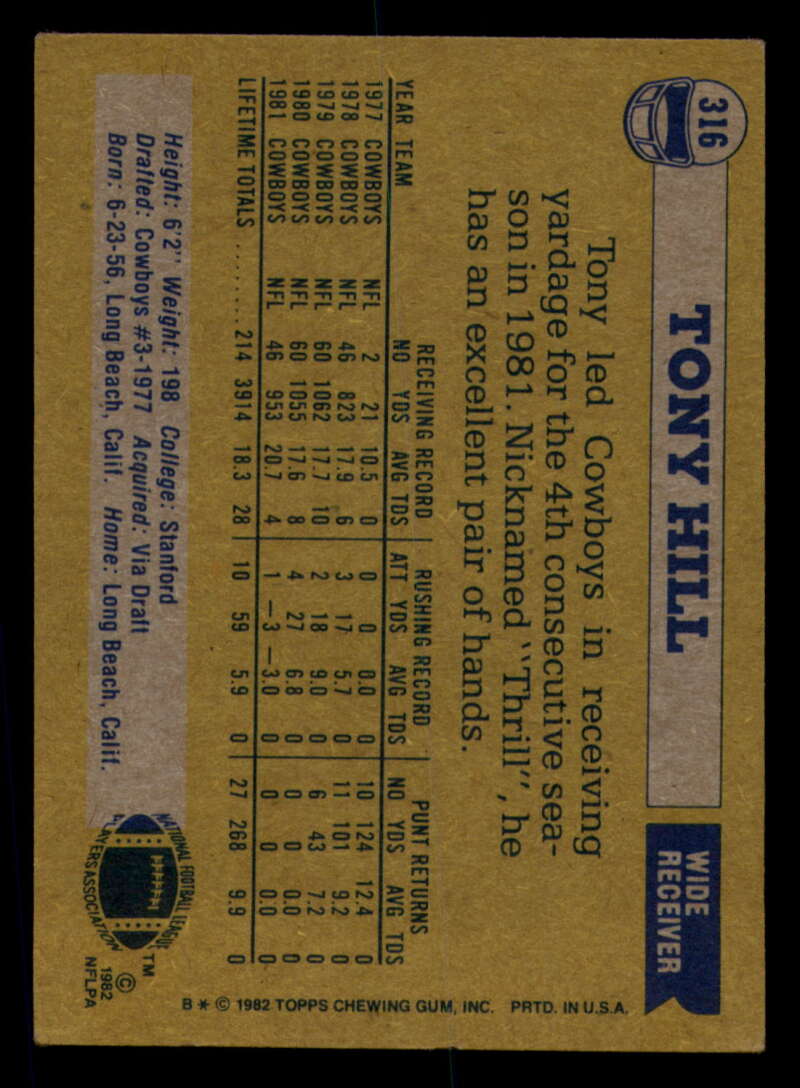 316
TONY HILL
WIDE
RECEIVER
Tony led Cowboys in receiving
yardage for the 4th consecutive sea-
son in 1981. Nicknamed "Thrill", he
has an excellent pair of hands.
RECEIVING RECORD RUSHING RECORD PUNT RETURNS
YEAR TEAM NO YDS AVG TDS ATT YDS AVG TDS NO YDS AVG TDS
1977 COWBOYS NFL 2 21 10.5 0 0 0 0.0 0 10 124 12.4 0
1978 COWBOYS NFL 46 823 17.9 6 3 17 5.7 0 11 101 9.2 0
1979 COWBOYS NFL 60 1062 17.7 10 2 18 9.0 0 6 43 7.2 0
1980 COWBOYS NFL 60 1055 17.6 8 4 27 6.8 0 0 0 0.0 0
1981 COWBOYS NFL 46 953 20.7 4 1 –3 –3.0 0 0 0 0.0 0
LIFETIME TOTALS ........ 214 3914 18.3 28 10 59 5.9 0 27 268 9.9 0
Height: 6'2" Weight: 198 College: Stanford
Drafted: Cowboys #3-1977 Acquired: Via Draft
Born: 6-23-56, Long Beach, Calif. Home: Long Beach, Calif.
NATIONAL FOOTBALL LEAGUE
PLAYERS ASSOCIATION
TM
©
1982
NFLPA
B * © 1982 TOPPS CHEWING GUM, INC. PRTD. IN U.S.A.